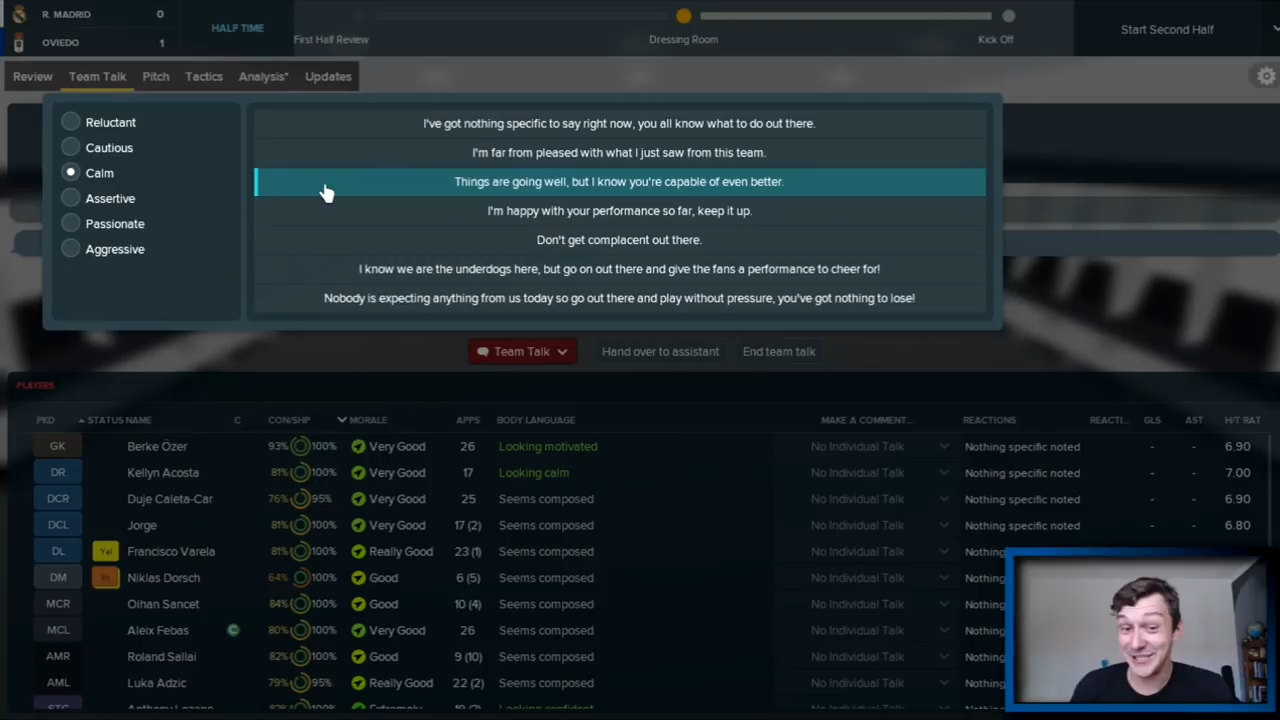 R. MADRID 0
OVIEDO 1
HALF TIME
First Half Review
Dressing Room
Kick Off
Start Second Half
Review Team Talk Pitch Tactics Analysis* Updates
Reluctant
Cautious
Calm
Assertive
Passionate
Aggressive
I've got nothing specific to say right now, you all know what to do out there.
I'm far from pleased with what I just saw from this team.
Things are going well, but I know you're capable of even better.
I'm happy with your performance so far, keep it up.
Don't get complacent out there.
I know we are the underdogs here, but go on out there and give the fans a performance to cheer for!
Nobody is expecting anything from us today so go out there and play without pressure, you've got nothing to lose!
Team Talk Hand over to assistant End team talk
PLAYERS
PKD STATUS NAME C CON/SHP MORALE APPS BODY LANGUAGE MAKE A COMMENT... REACTIONS REACTI... GLS AST HT RAT
GK Berke Özer 93% 100% Very Good 26 Looking motivated No Individual Talk Nothing specific noted - - 6.90
DR Kellyn Acosta 81% 100% Very Good 17 Looking calm No Individual Talk Nothing specific noted - - 7.00
DCR Duje Caleta-Car 76% 95% Very Good 25 Seems composed No Individual Talk Nothing specific noted - - 6.90
DCL Jorge 81% 100% Very Good 17 (2) Seems composed No Individual Talk Nothing specific noted - - 6.80
DL Yel Francisco Varela 81% 100% Really Good 23 (1) Seems composed No Individual Talk Nothing
DM Niklas Dorsch 64% 100% Good 6 (5) Seems composed No Individual Talk Nothing
MCR Oihan Sancet 84% 100% Good 10 (4) Seems composed No Individual Talk Nothing
MCL Aleix Febas C 80% 100% Very Good 26 Seems composed No Individual Talk Nothing
AMR Roland Sallai 82% 100% Good 9 (10) Seems composed No Individual Talk Nothing
AML Luka Adzic 79% 95% Really Good 22 (2) Seems composed No Individual Talk Nothing